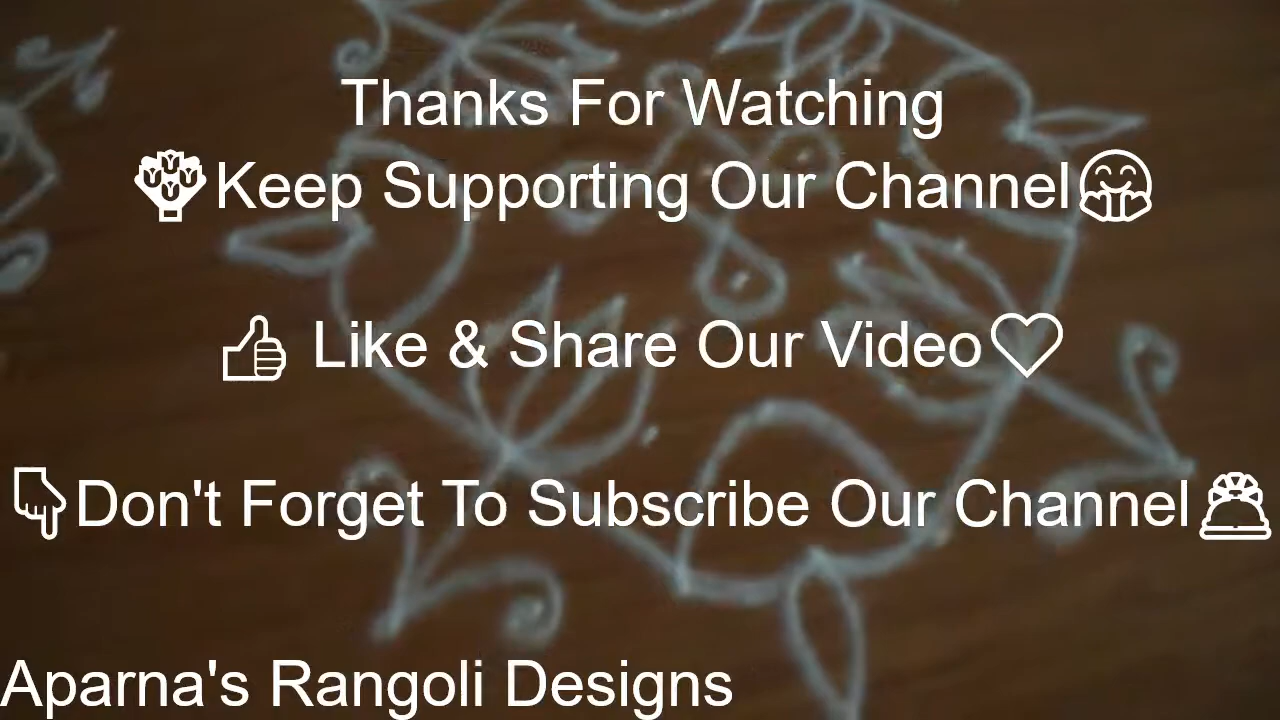 Thanks For Watching
💐Keep Supporting Our Channel🤗
👍 Like & Share Our Video❤
👇Don't Forget To Subscribe Our Channel🛎
Aparna's Rangoli Designs